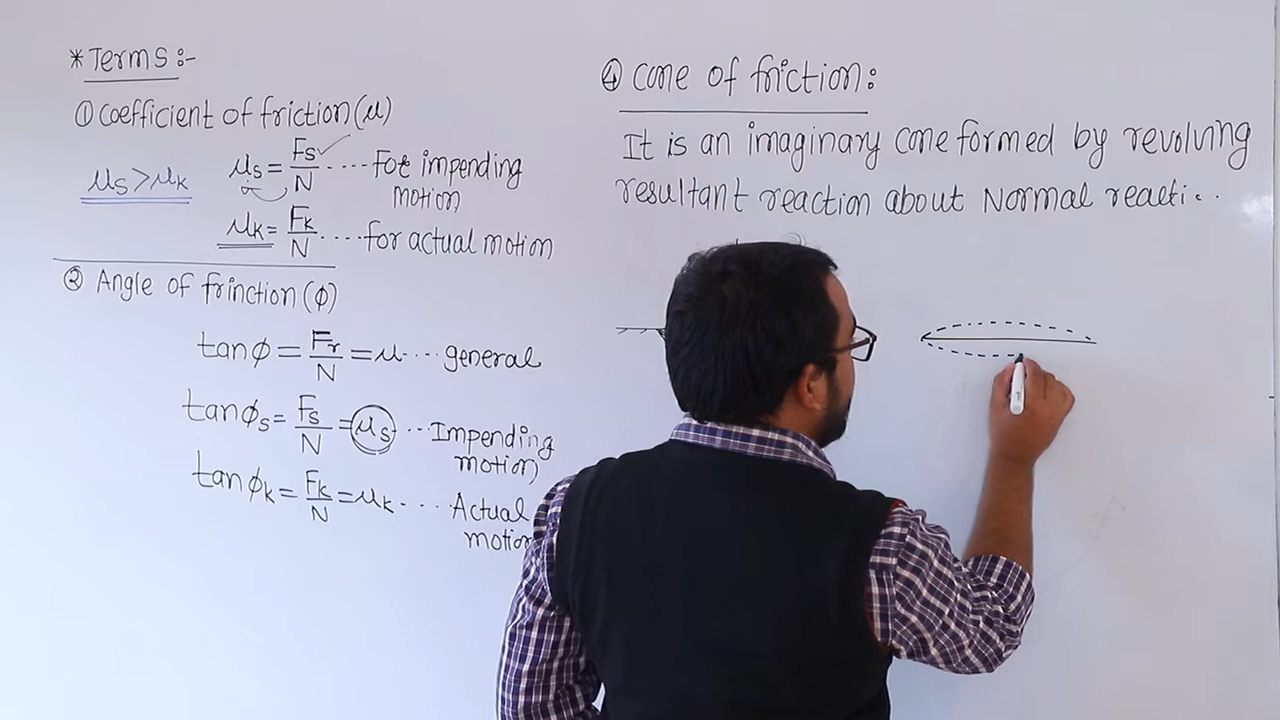 * Terms :-
① Coefficient of friction (μ)
μs > μk
μs = Fs/N ···· For impending motion
μk = Fk/N ···· for actual motion
② Angle of frinction (ϕ)
tanϕ = Fr/N = μ ···· general
tanϕs = Fs/N = μs ··· Impending motion
tanϕk = Fk/N = μk ···· Actual motion
④ Cone of friction:
It is an imaginary cone formed by revolving
resultant reaction about Normal reacti